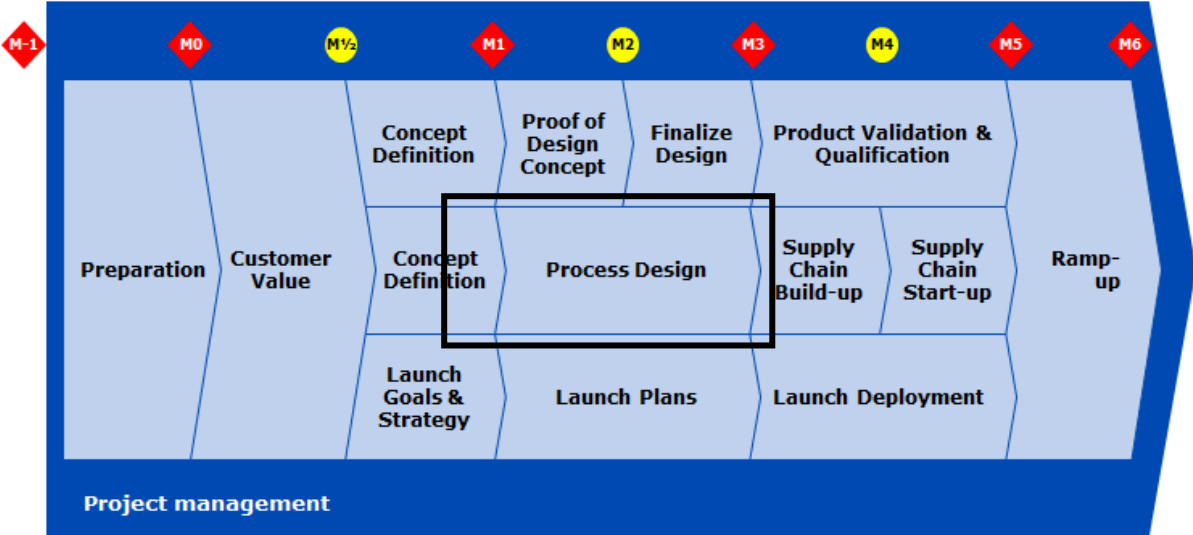 M-1
M0
M½
M1
M2
M3
M4
M5
M6
Concept
Definition
Proof of
Design
Concept
Finalize
Design
Product Validation &
Qualification
Preparation
Customer
Value
Concept
Definition
Process Design
Supply
Chain
Build-up
Supply
Chain
Start-up
Ramp-
up
Launch
Goals &
Strategy
Launch Plans
Launch Deployment
Project management